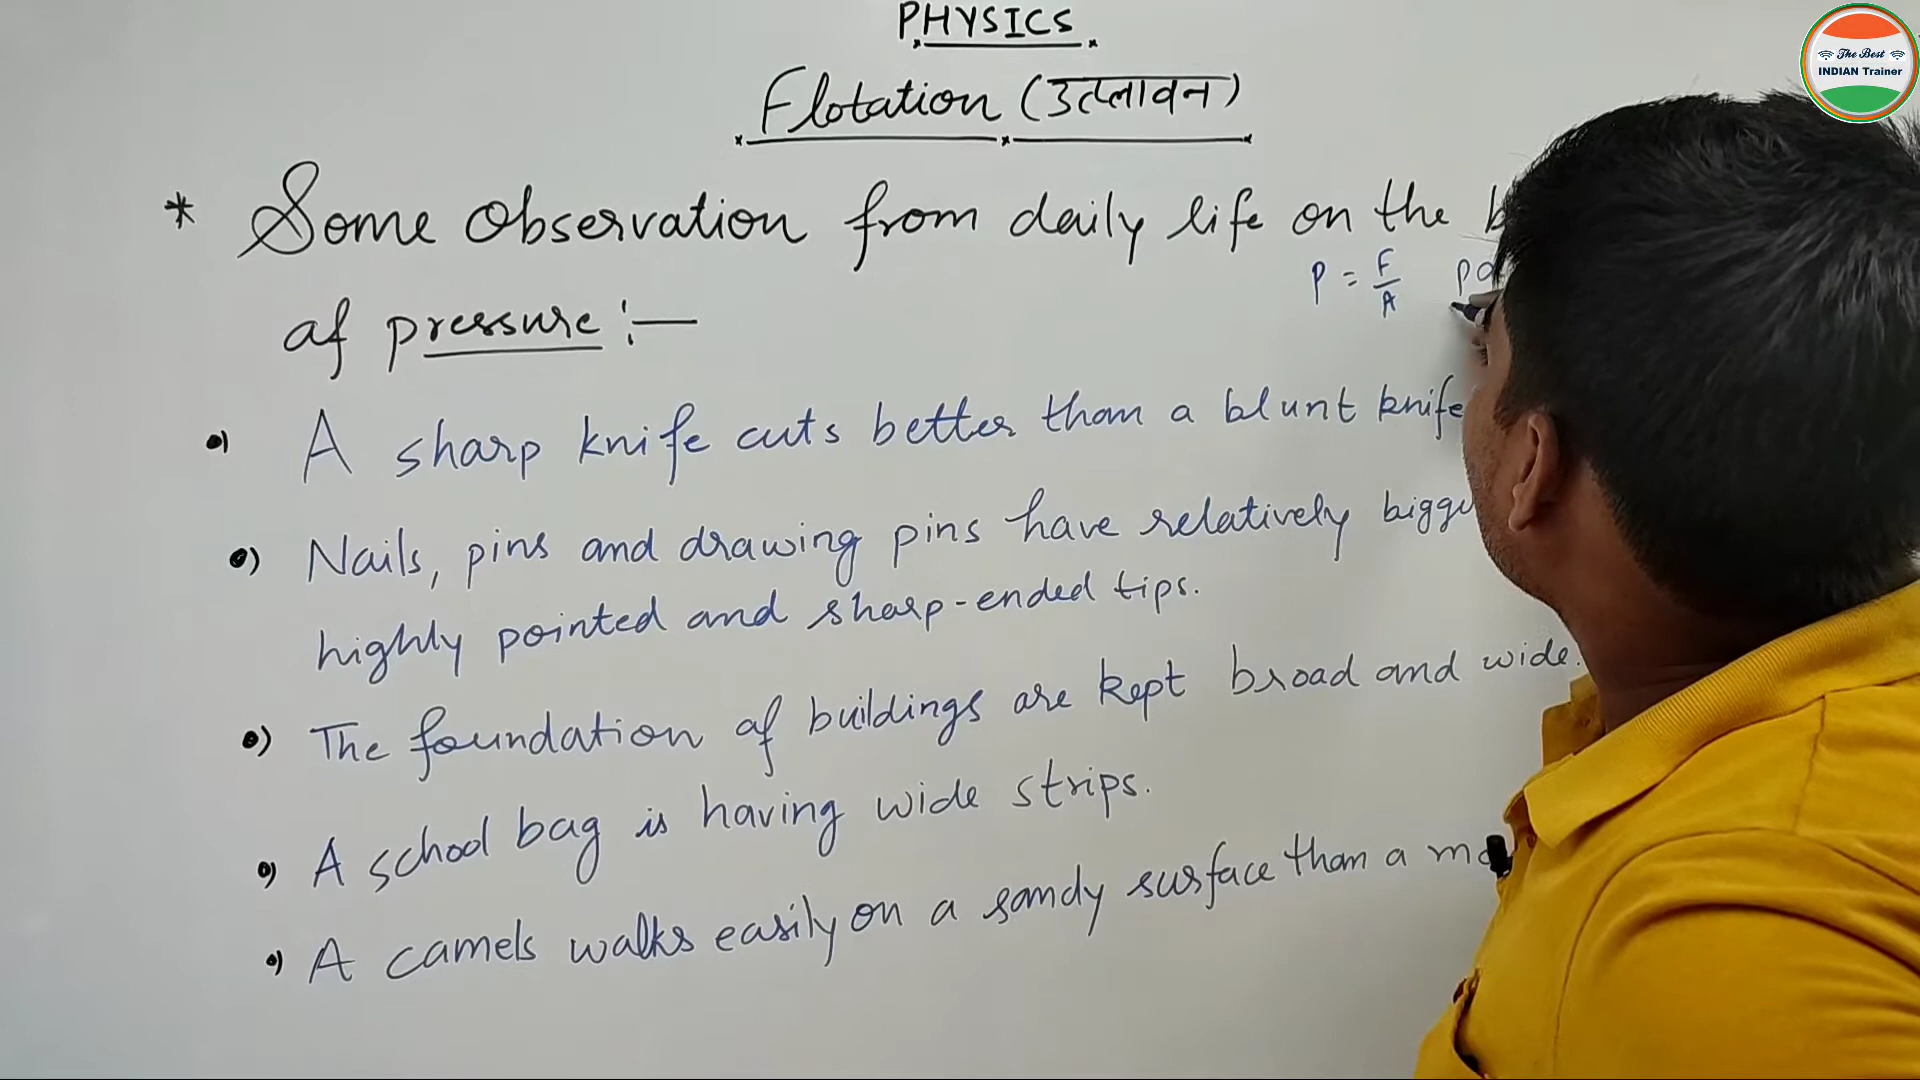 PHYSICS
Flotation (उत्प्लावन)
* Some observation from daily life on the
P = F/A
of pressure :—
•) A sharp knife cuts better than a blunt knife
•) Nails, pins and drawing pins have relatively
highly pointed and sharp-ended tips.
•) The foundation of buildings are kept broad and wide.
•) A school bag is having wide strips.
•) A camels walks easily on a sandy surface than a
The Best
INDIAN Trainer